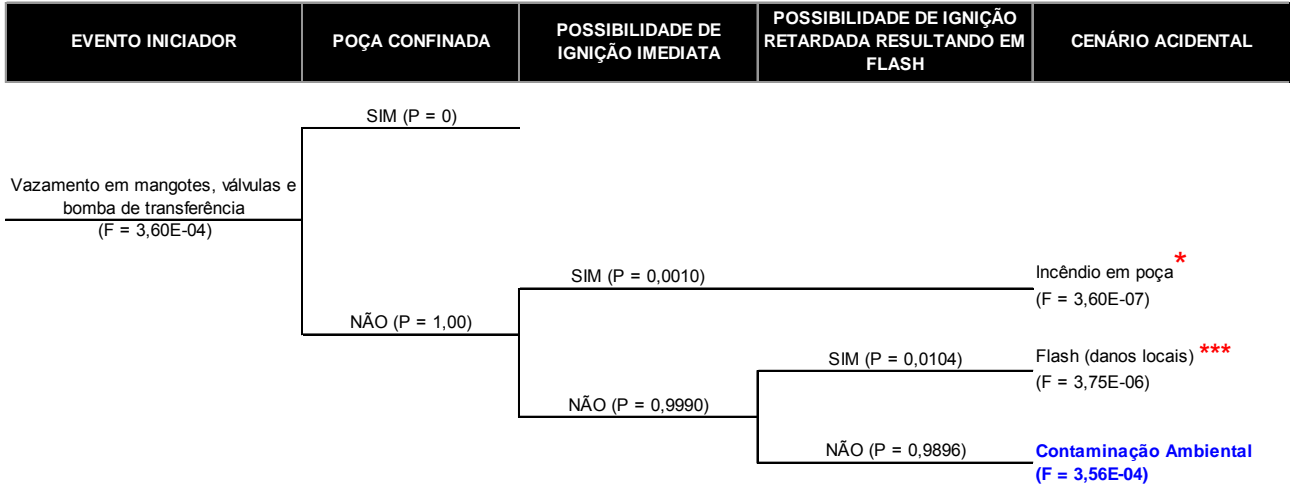 EVENTO INICIADOR
POÇA CONFINADA
POSSIBILIDADE DE
IGNIÇÃO IMEDIATA
POSSIBILIDADE DE IGNIÇÃO
RETARDADA RESULTANDO EM
FLASH
CENÁRIO ACIDENTAL
SIM (P = 0)
Vazamento em mangotes, válvulas e
bomba de transferência
(F = 3,60E-04)
SIM (P = 0,0010)
Incêndio em poça *
(F = 3,60E-07)
NÃO (P = 1,00)
SIM (P = 0,0104)
Flash (danos locais) ***
(F = 3,75E-06)
NÃO (P = 0,9990)
NÃO (P = 0,9896)
Contaminação Ambiental
(F = 3,56E-04)